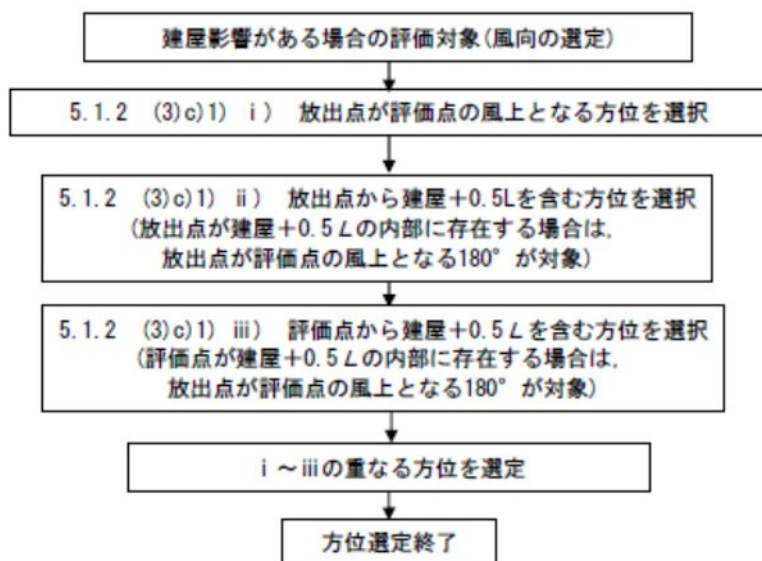 建屋影響がある場合の評価対象(風向の選定)
5.1.2 (3)c)1) ⅰ) 放出点が評価点の風上となる方位を選択
5.1.2 (3)c)1) ⅱ) 放出点から建屋+0.5Lを含む方位を選択
(放出点が建屋+0.5Lの内部に存在する場合は,
放出点が評価点の風上となる180°が対象)
5.1.2 (3)c)1) ⅲ) 評価点から建屋+0.5Lを含む方位を選択
(評価点が建屋+0.5Lの内部に存在する場合は,
放出点が評価点の風上となる180°が対象)
ⅰ~ⅲの重なる方位を選定
方位選定終了